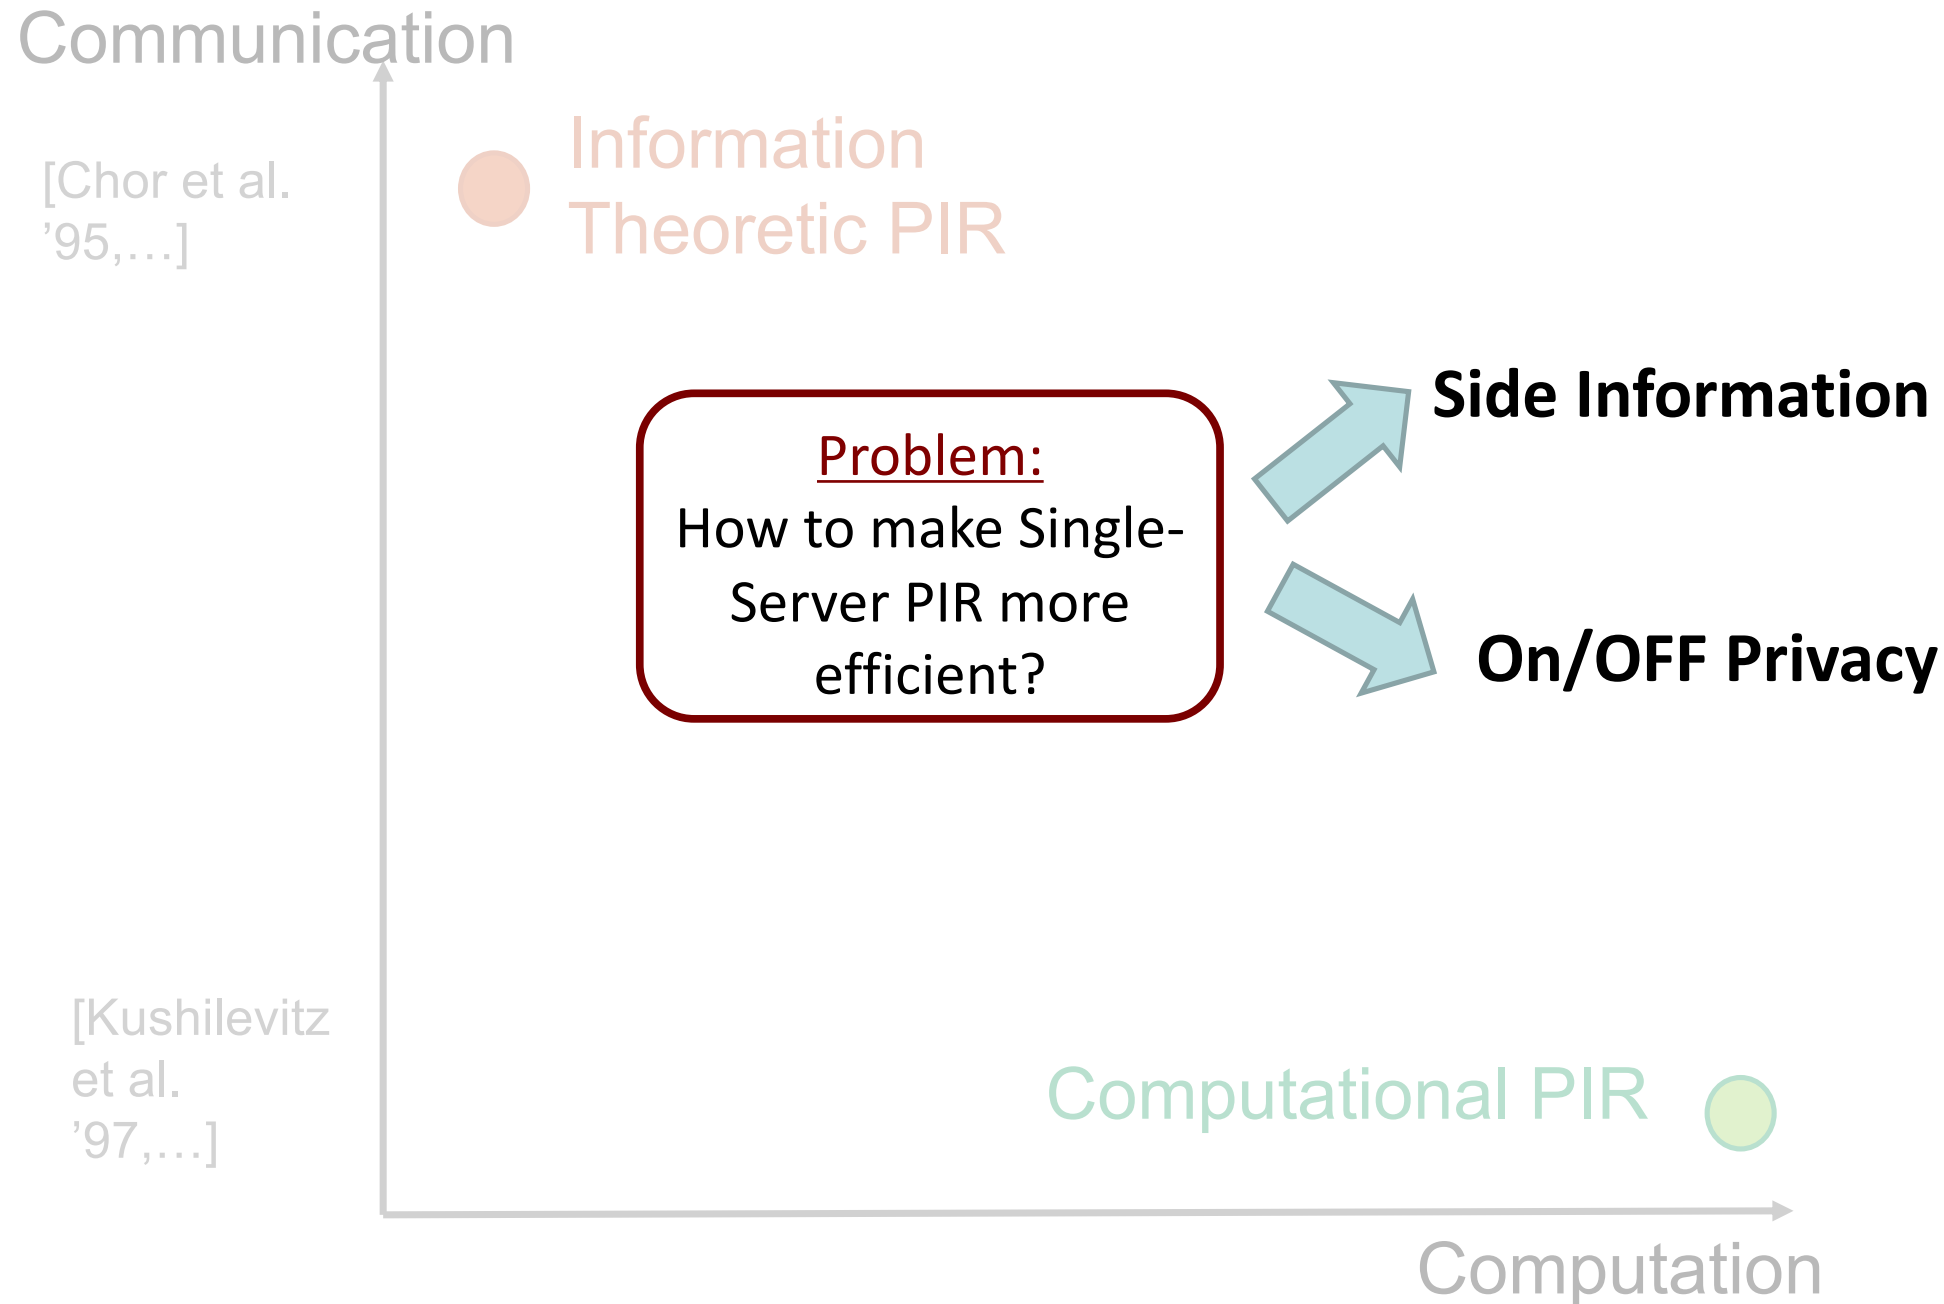 Communication
[Chor et al.
’95,…]
Information
Theoretic PIR
Problem:
How to make Single-
Server PIR more
efficient?
Side Information
On/OFF Privacy
[Kushilevitz
et al.
’97,…]
Computational PIR
Computation